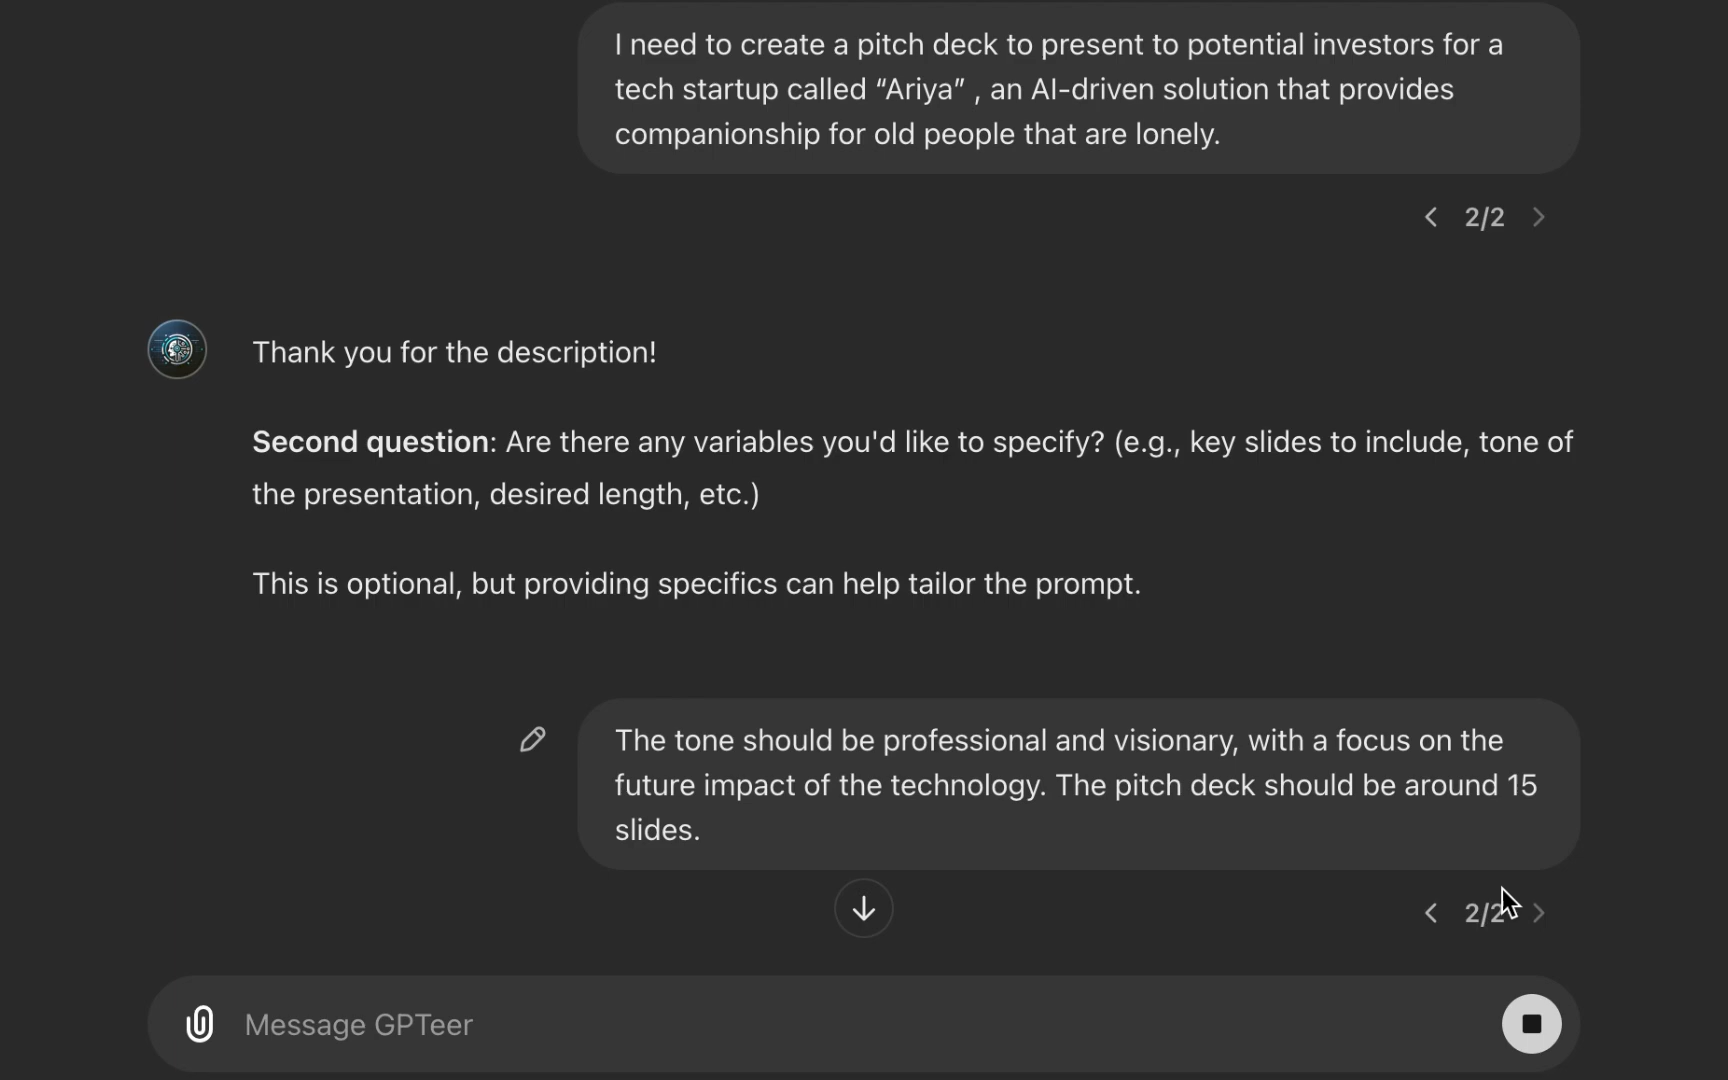 I need to create a pitch deck to present to potential investors for a
tech startup called “Ariya” , an AI-driven solution that provides
companionship for old people that are lonely.
2/2
Thank you for the description!
Second question: Are there any variables you'd like to specify? (e.g., key slides to include, tone of
the presentation, desired length, etc.)
This is optional, but providing specifics can help tailor the prompt.
The tone should be professional and visionary, with a focus on the
future impact of the technology. The pitch deck should be around 15
slides.
2/2
Message GPTeer